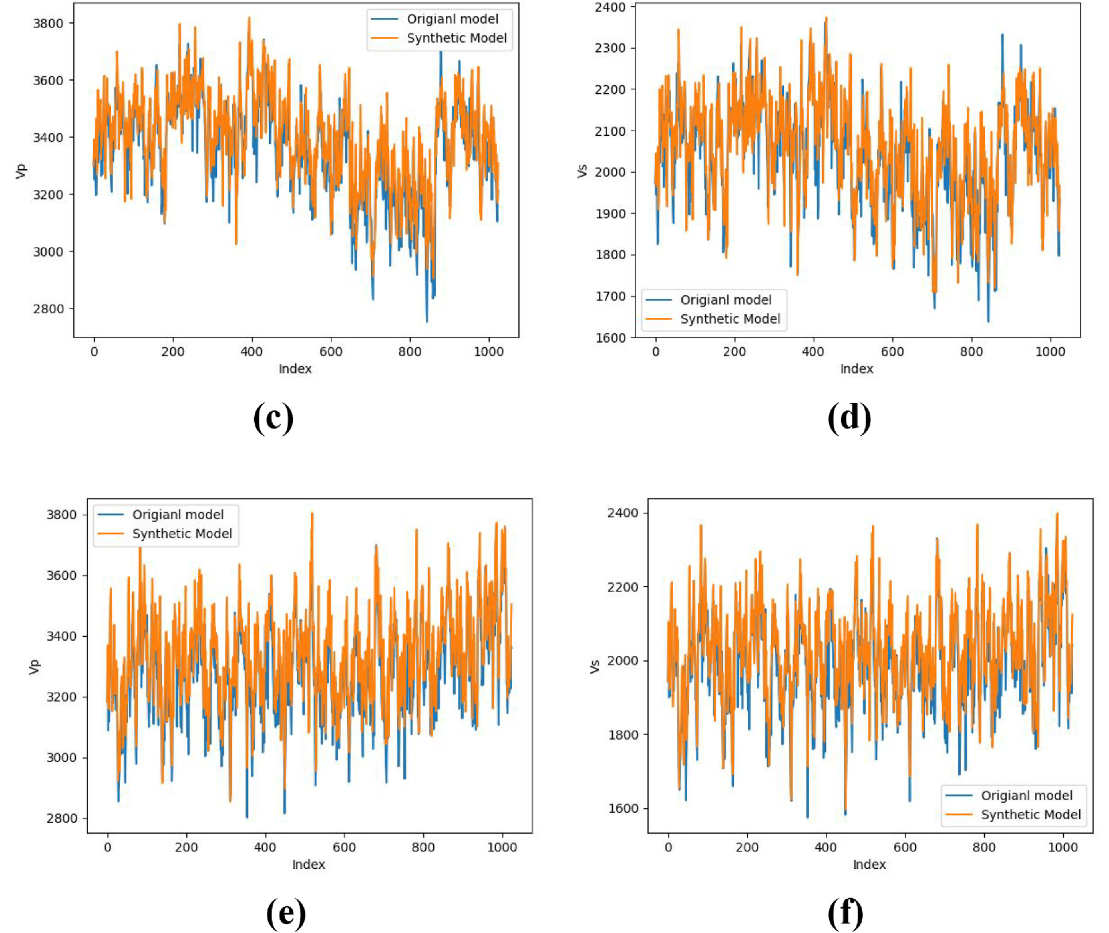 3800
3600
3400
3200
3000
2800
Vp
0 200 400 600 800 1000
Index
Origianl model
Synthetic Model
(c)
2400
2300
2200
2100
2000
1900
1800
1700
1600
Vs
0 200 400 600 800 1000
Index
Origianl model
Synthetic Model
(d)
3800
3600
3400
3200
3000
2800
Vp
0 200 400 600 800 1000
Index
Origianl model
Synthetic Model
(e)
2400
2200
2000
1800
1600
Vs
0 200 400 600 800 1000
Index
Origianl model
Synthetic Model
(f)